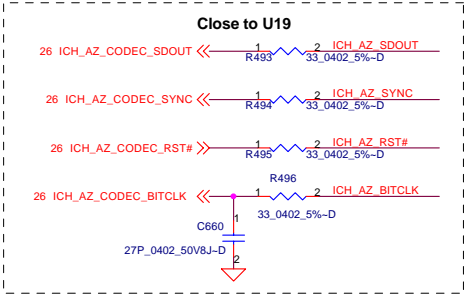 Close to U19
26 ICH_AZ_CODEC_SDOUT 1 2 ICH_AZ_SDOUT
R493 33_0402_5%~D
26 ICH_AZ_CODEC_SYNC 1 2 ICH_AZ_SYNC
R494 33_0402_5%~D
26 ICH_AZ_CODEC_RST# 1 2 ICH_AZ_RST#
R495 33_0402_5%~D
R496
26 ICH_AZ_CODEC_BITCLK 1 2 ICH_AZ_BITCLK
33_0402_5%~D
1
C660
27P_0402_50V8J~D
2